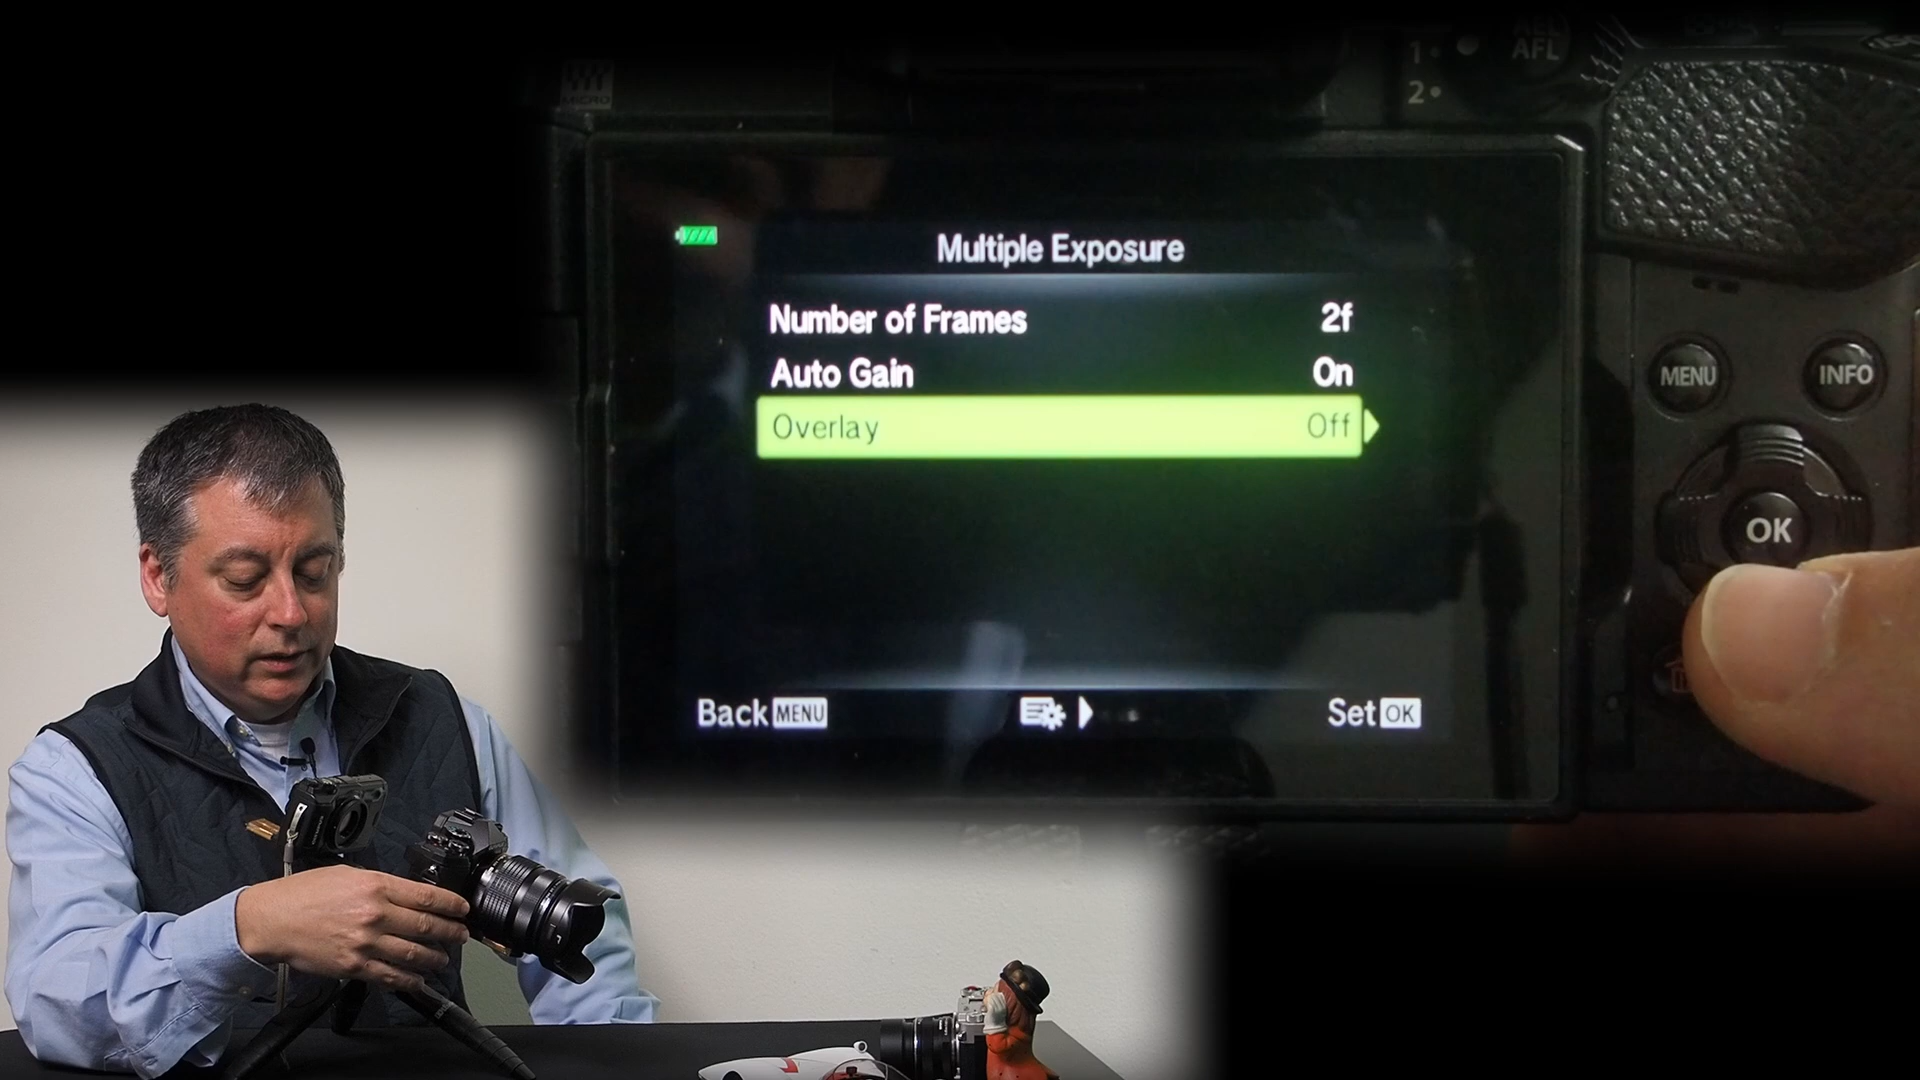 MICRO
AEL
AFL
1
2
Multiple Exposure
Number of Frames 2f
Auto Gain On
Overlay Off
Back MENU
Set OK
MENU
INFO
OK